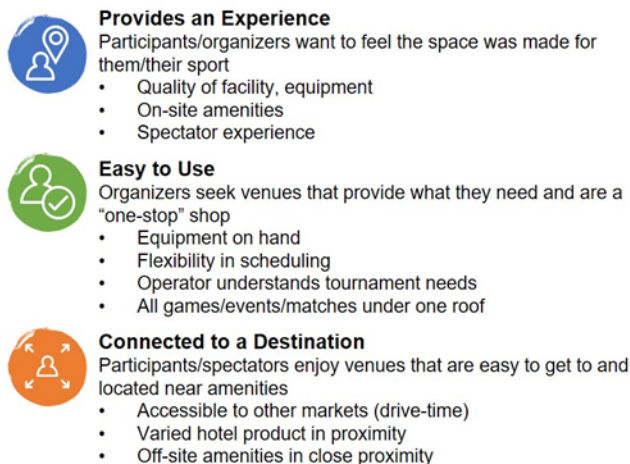 Provides an Experience
Participants/organizers want to feel the space was made for
them/their sport
• Quality of facility, equipment
• On-site amenities
• Spectator experience
Easy to Use
Organizers seek venues that provide what they need and are a
“one-stop” shop
• Equipment on hand
• Flexibility in scheduling
• Operator understands tournament needs
• All games/events/matches under one roof
Connected to a Destination
Participants/spectators enjoy venues that are easy to get to and
located near amenities
• Accessible to other markets (drive-time)
• Varied hotel product in proximity
• Off-site amenities in close proximity